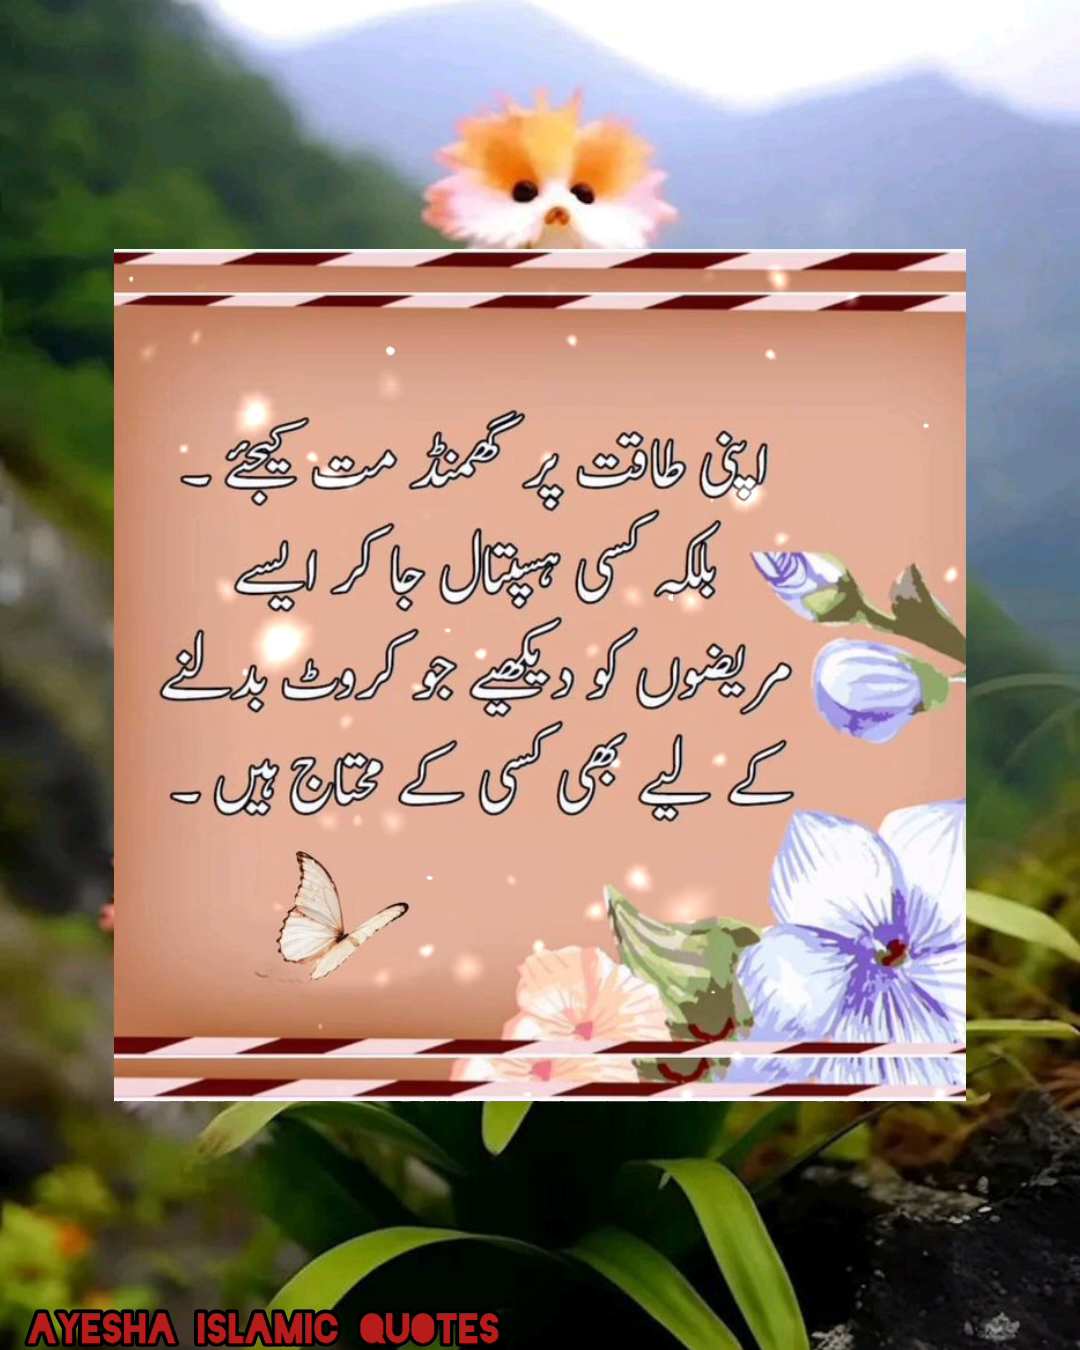 اپنی طاقت پر گھمنڈ مت کیجئے ۔
بلکہ کسی ہسپتال جا کر ایسے
مریضوں کو دیکھیے جو کروٹ بدلنے
کے لیے بھی کسی کے محتاج ہیں ۔
AYESHA ISLAMIC QUOTES